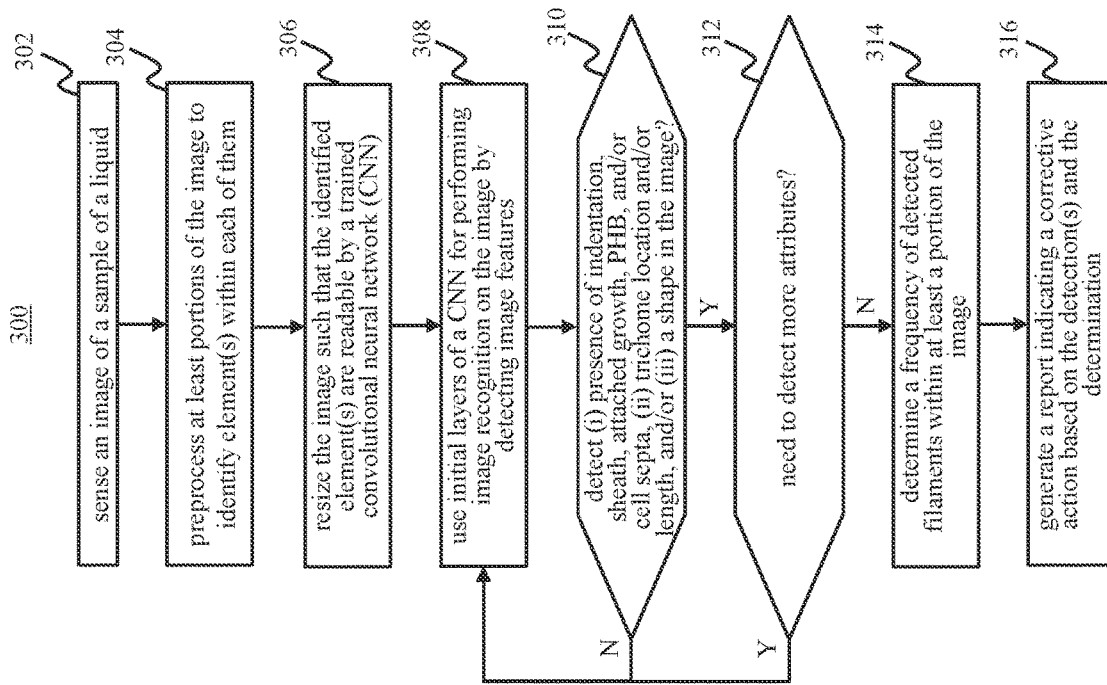 300
302
sense an image of a sample of a liquid
304
preprocess at least portions of the image to
identify element(s) within each of them
306
resize the image such that the identified
element(s) are readable by a trained
convolutional neural network (CNN)
308
use initial layers of a CNN for performing
image recognition on the image by
detecting image features
310
detect (i) presence of indentation,
sheath, attached growth, PHB, and/or
cell septa, (ii) trichome location and/or
length, and/or (iii) a shape in the image?
N
Y
312
need to detect more attributes?
Y
N
314
determine a frequency of detected
filaments within at least a portion of the
image
316
generate a report indicating a corrective
action based on the detection(s) and the
determination